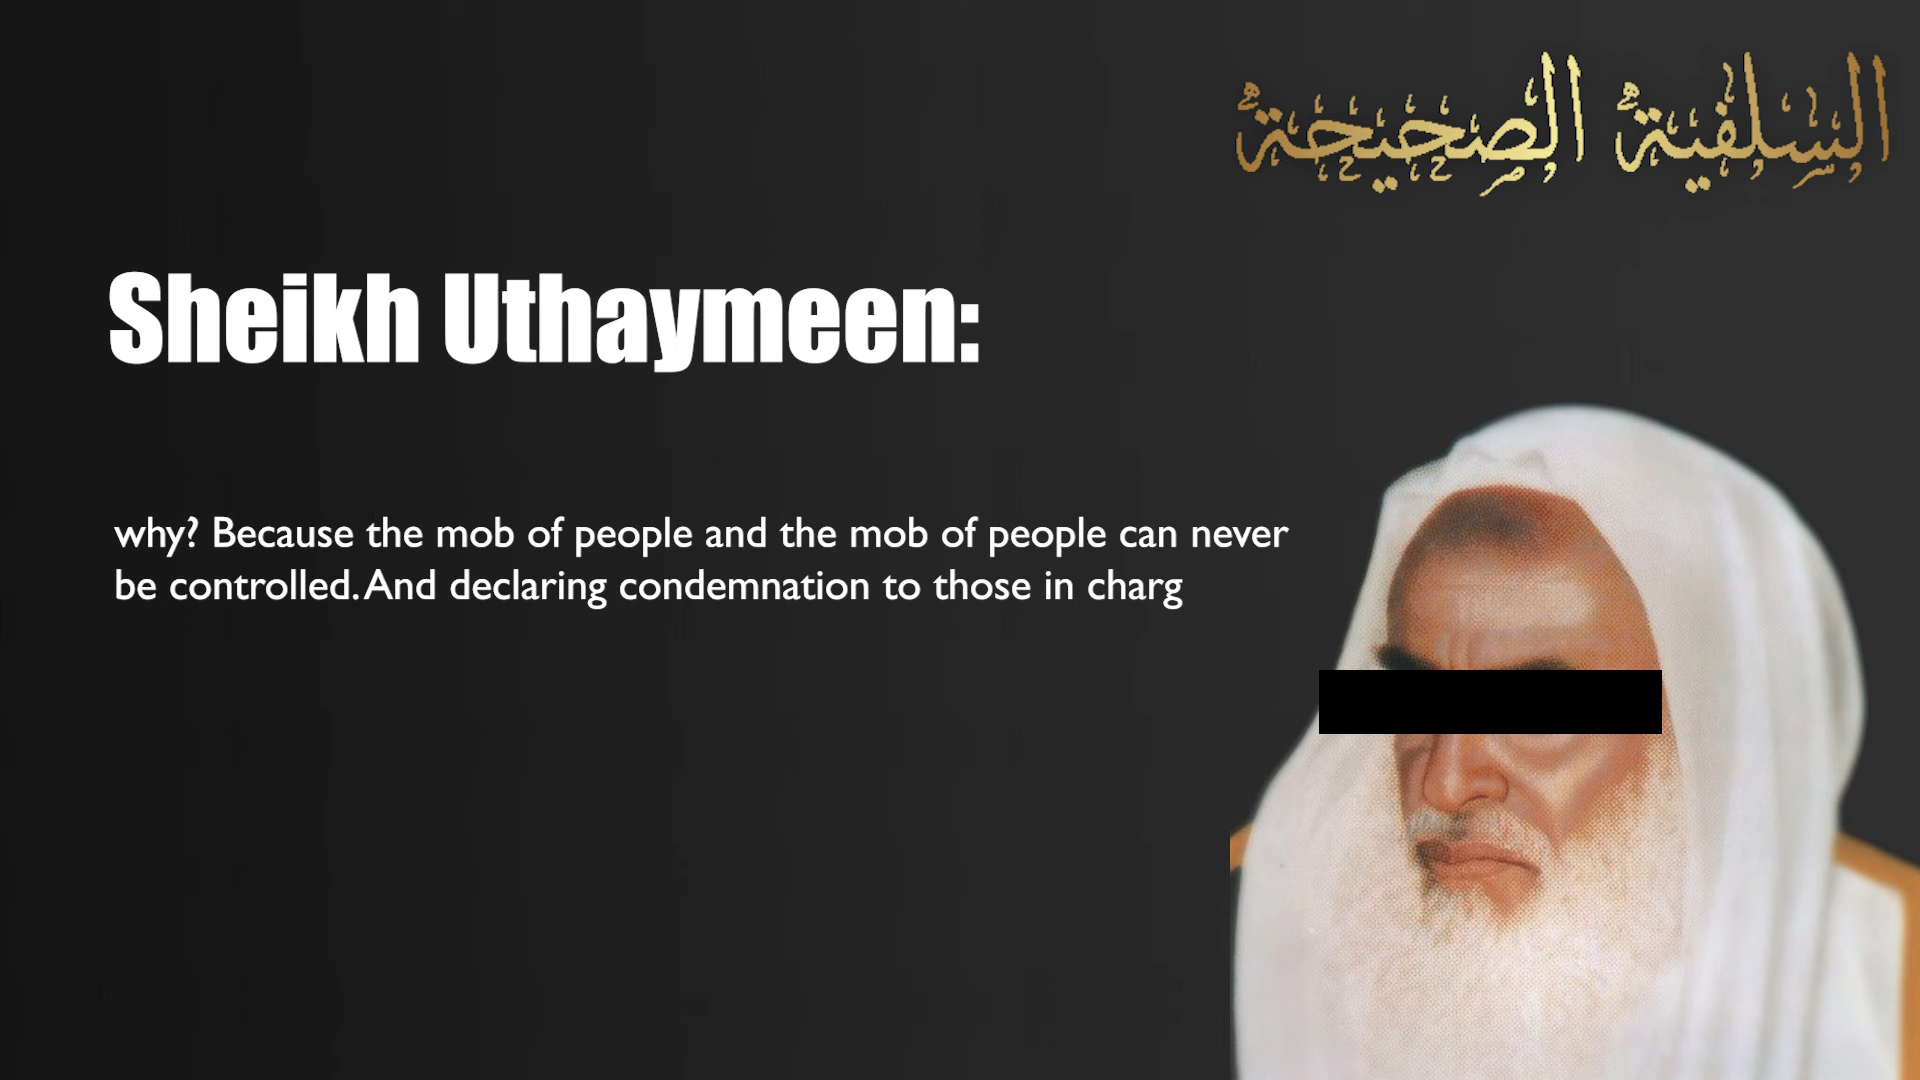 السلفية الصحيحة
Sheikh Uthaymeen:
why? Because the mob of people and the mob of people can never
be controlled. And declaring condemnation to those in charg